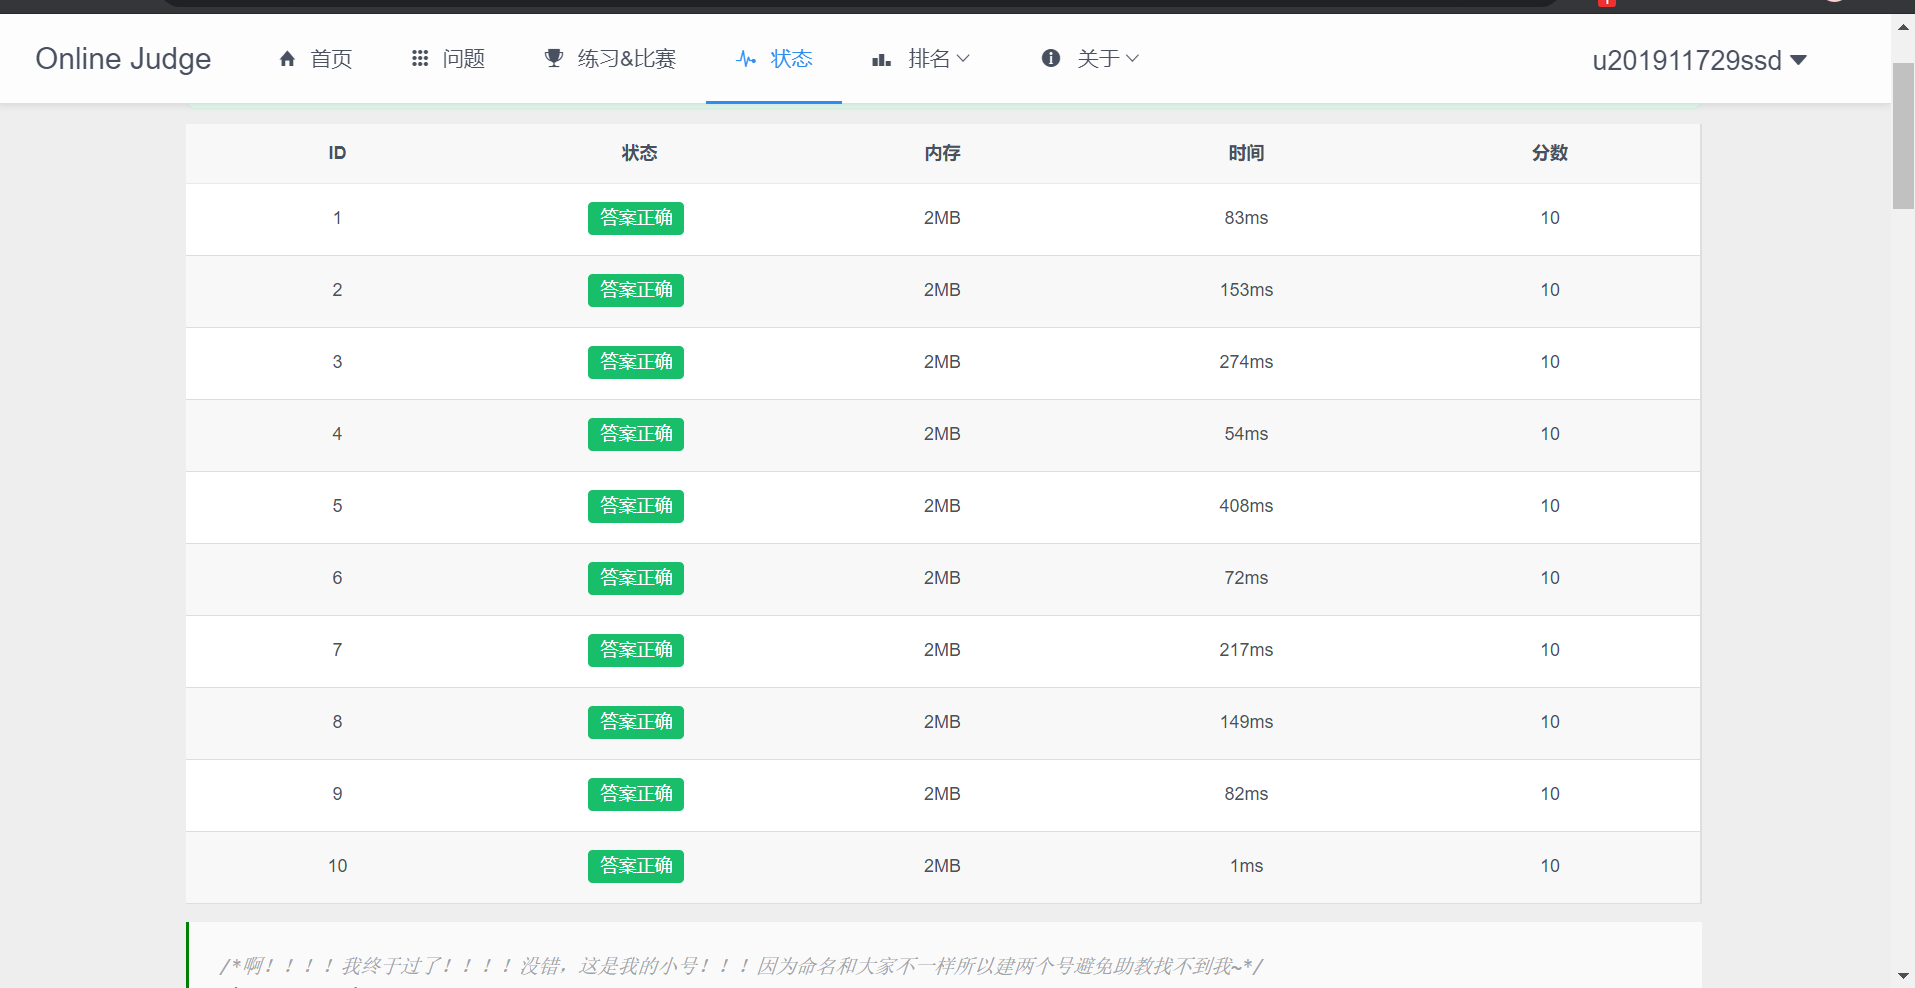 Online Judge 首页 问题 练习&比赛 状态 排名 关于 u201911729ssd
ID 状态 内存 时间 分数
1 答案正确 2MB 83ms 10
2 答案正确 2MB 153ms 10
3 答案正确 2MB 274ms 10
4 答案正确 2MB 54ms 10
5 答案正确 2MB 408ms 10
6 答案正确 2MB 72ms 10
7 答案正确 2MB 217ms 10
8 答案正确 2MB 149ms 10
9 答案正确 2MB 82ms 10
10 答案正确 2MB 1ms 10
/*啊！！！！我终于过了！！！！没错，这是我的小号！！！因为命名和大家不一样所以建两个号避免助教找不到我~*/